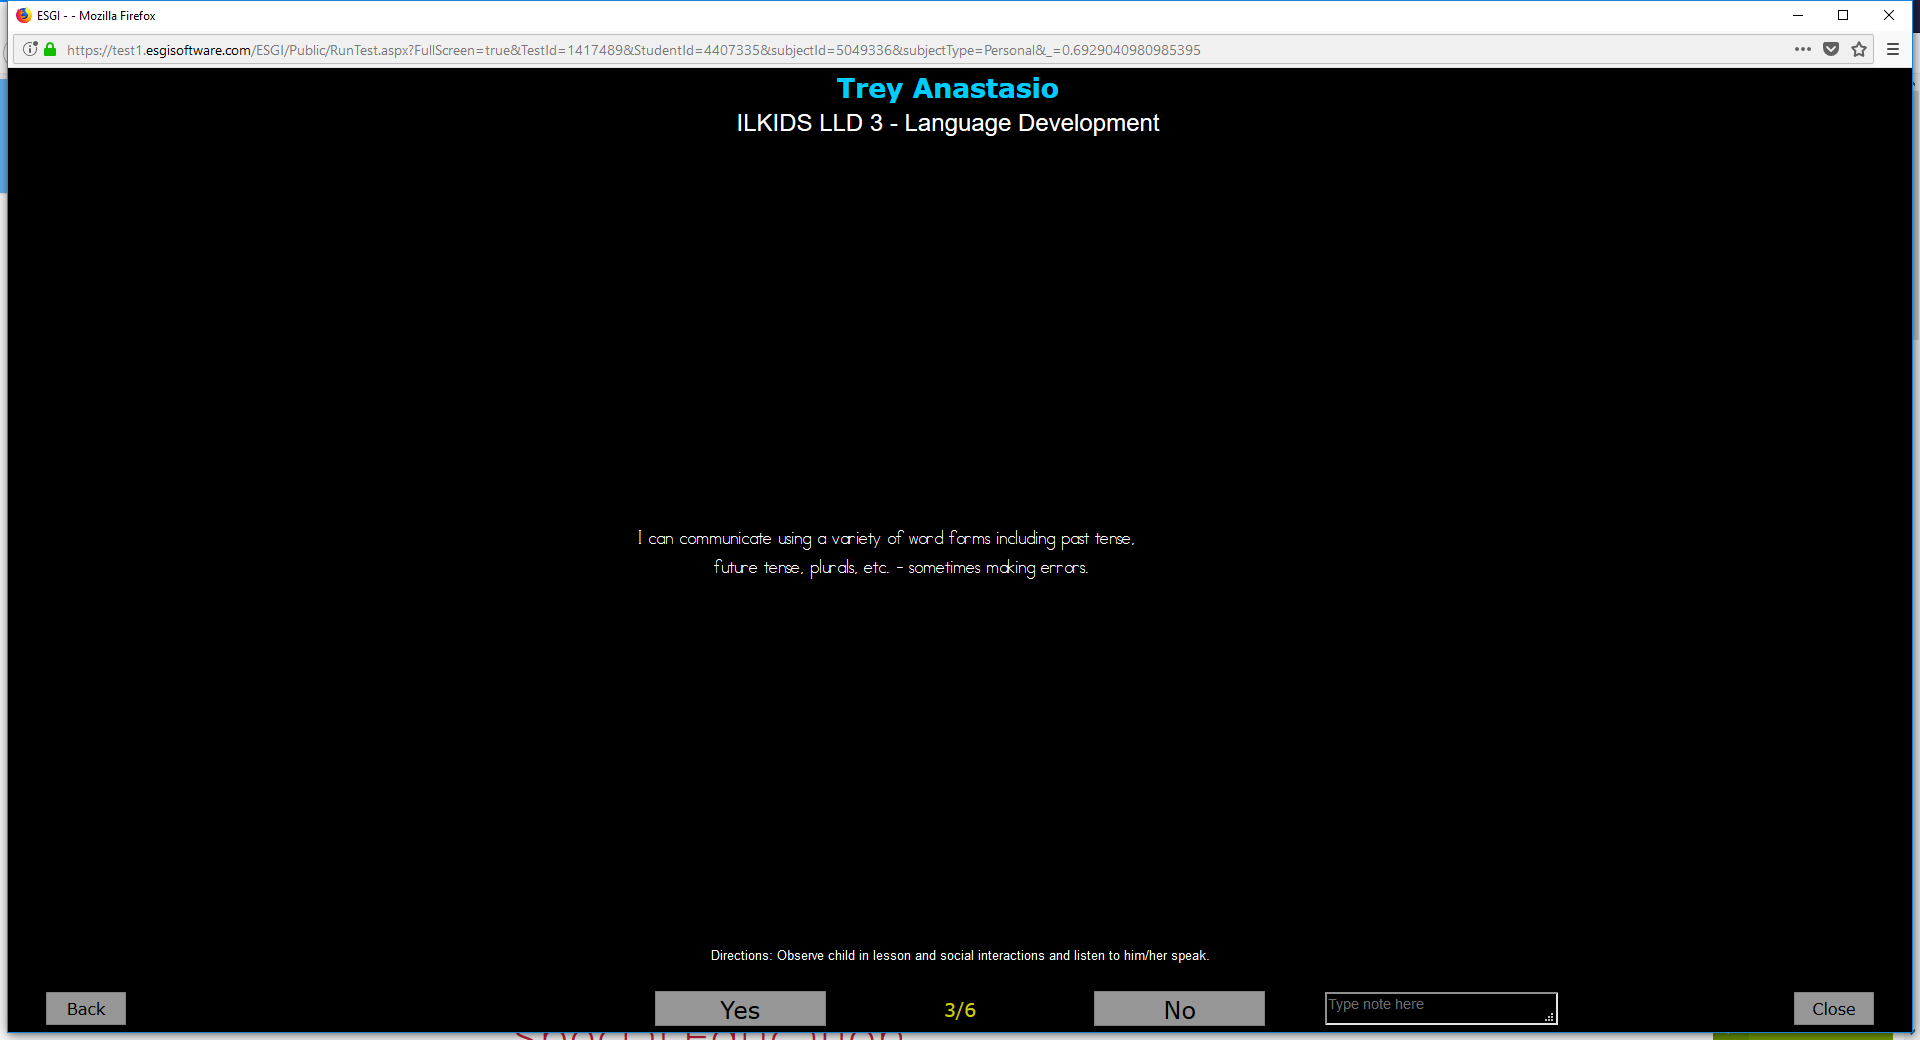 ESGI - - Mozilla Firefox
https://test1.esgisoftware.com/ESGI/Public/RunTest.aspx?FullScreen=true&TestId=1417489&StudentId=4407335&subjectId=5049336&subjectType=Personal&_=0.6929040980985395
Trey Anastasio
ILKIDS LLD 3 - Language Development
I can communicate using a variety of word forms including past tense,
future tense, plurals, etc. - sometimes making errors.
Directions: Observe child in lesson and social interactions and listen to him/her speak.
Back
Yes
3/6
No
Type note here
Close
Special Education